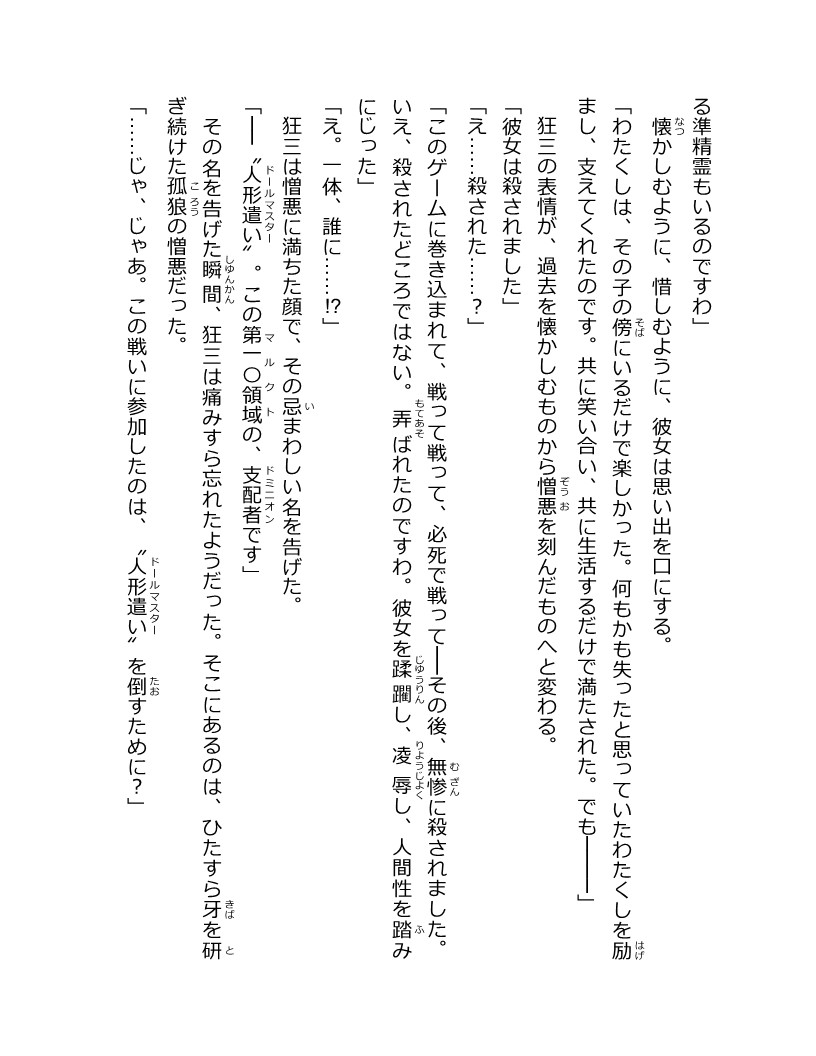 る準精霊もいるのですわ」
　懐かしむように、惜しむように、彼女は思い出を口にする。
「わたくしは、その子の傍にいるだけで楽しかった。何もかも失ったと思っていたわたくしを励
まし、支えてくれたのです。共に笑い合い、共に生活するだけで満たされた。でも――」
　狂三の表情が、過去を懐かしむものから憎悪を刻んだものへと変わる。
「彼女は殺されました」
「え……殺された……？」
「このゲームに巻き込まれて、戦って戦って、必死で戦って――その後、無惨に殺されました。
いえ、殺されたどころではない。弄ばれたのですわ。彼女を蹂躙し、凌辱し、人間性を踏み
にじった」
「え。一体、誰に……!?」
　狂三は憎悪に満ちた顔で、その忌まわしい名を告げた。
「――〝人形遣い〟。この第一〇領域の、支配者です」
　その名を告げた瞬間、狂三は痛みすら忘れたようだった。そこにあるのは、ひたすら牙を研
ぎ続けた孤狼の憎悪だった。
「……じゃ、じゃあ。この戦いに参加したのは、〝人形遣い〟を倒すために？」